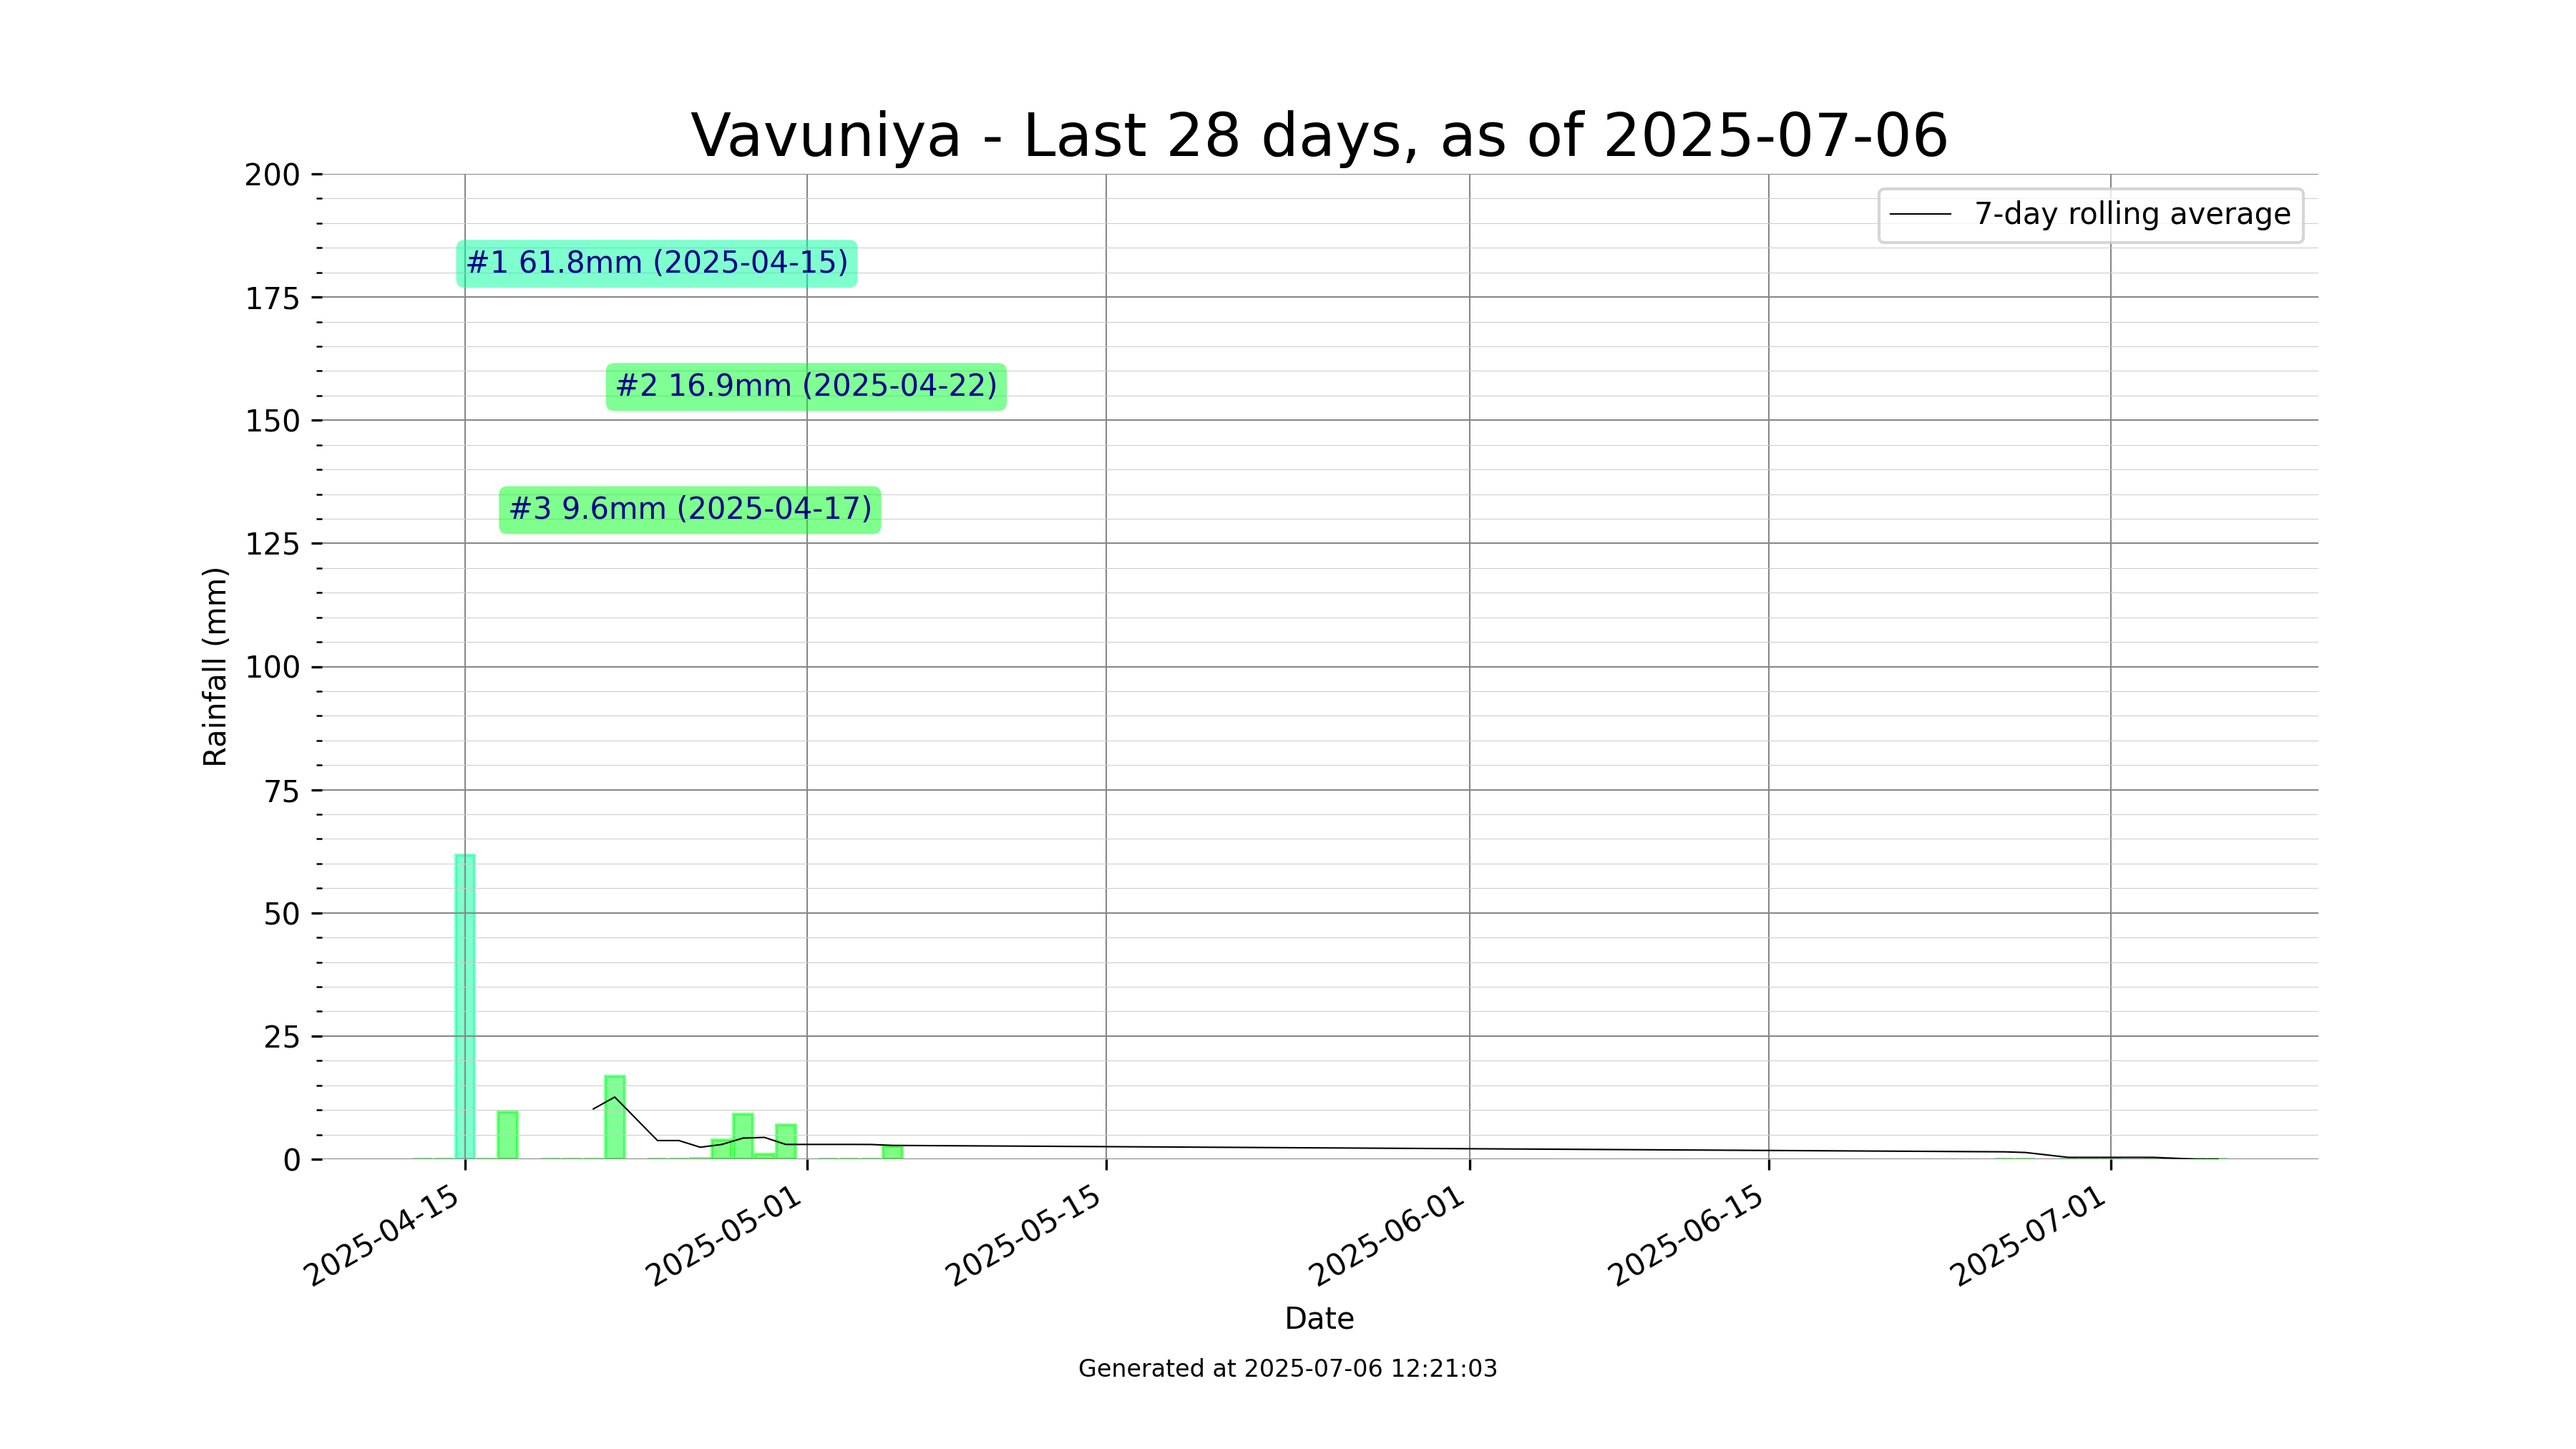 Vavuniya - Last 28 days, as of 2025-07-06
200
175
150
125
100
75
50
25
0
Rainfall (mm)
7-day rolling average
#1 61.8mm (2025-04-15)
#2 16.9mm (2025-04-22)
#3 9.6mm (2025-04-17)
2025-04-15
2025-05-01
2025-05-15
2025-06-01
2025-06-15
2025-07-01
Date
Generated at 2025-07-06 12:21:03